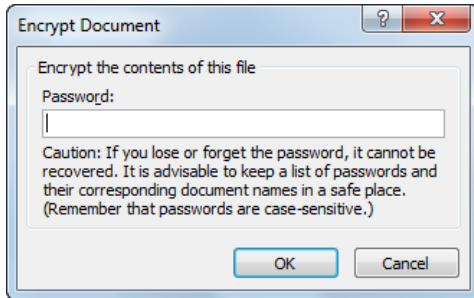 Encrypt Document
Encrypt the contents of this file
Password:
Caution: If you lose or forget the password, it cannot be
recovered. It is advisable to keep a list of passwords and
their corresponding document names in a safe place.
(Remember that passwords are case-sensitive.)
OK Cancel